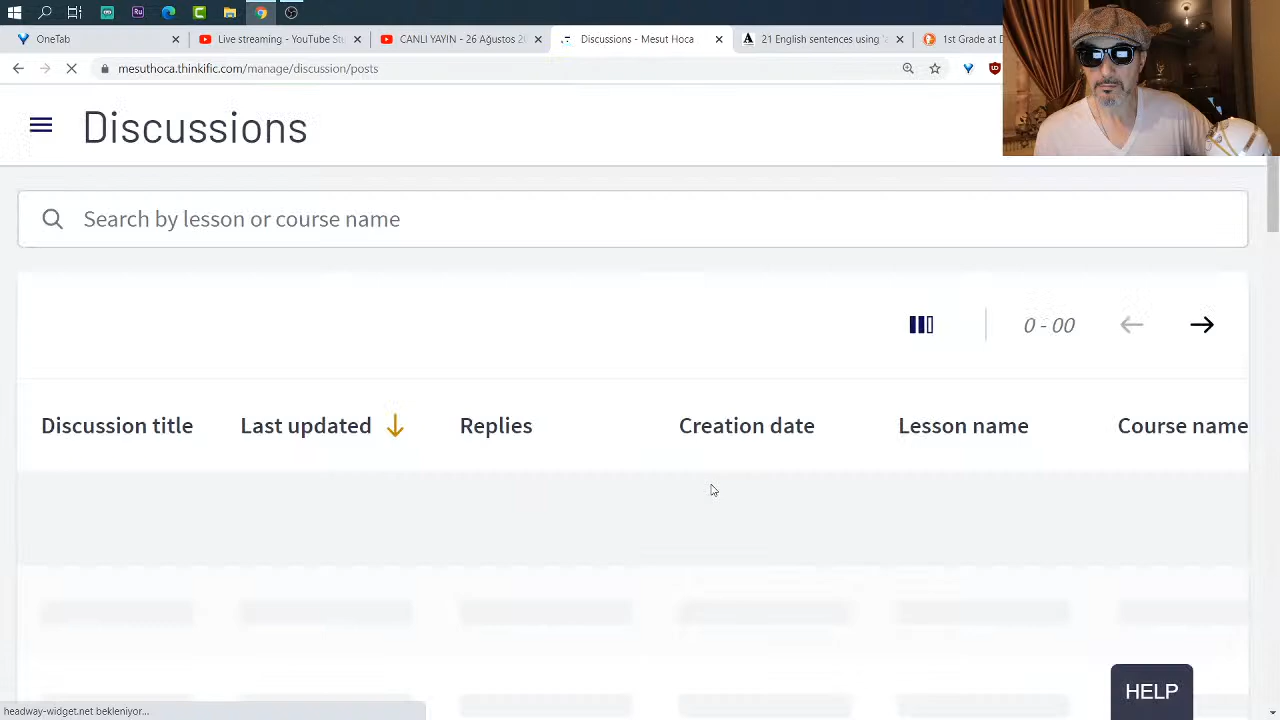 OneTab
Live streaming - YouTube St
CANLI YAYIN - 26 Ağustos 2
Discussions - Mesut Hoca
21 English sentences using '
1st Grade at D
mesuthoca.thinkific.com/manage/discussion/posts
Discussions
Search by lesson or course name
0 - 00
Discussion title
Last updated
Replies
Creation date
Lesson name
Course name
HELP
headway-widget.net bekleniyor...